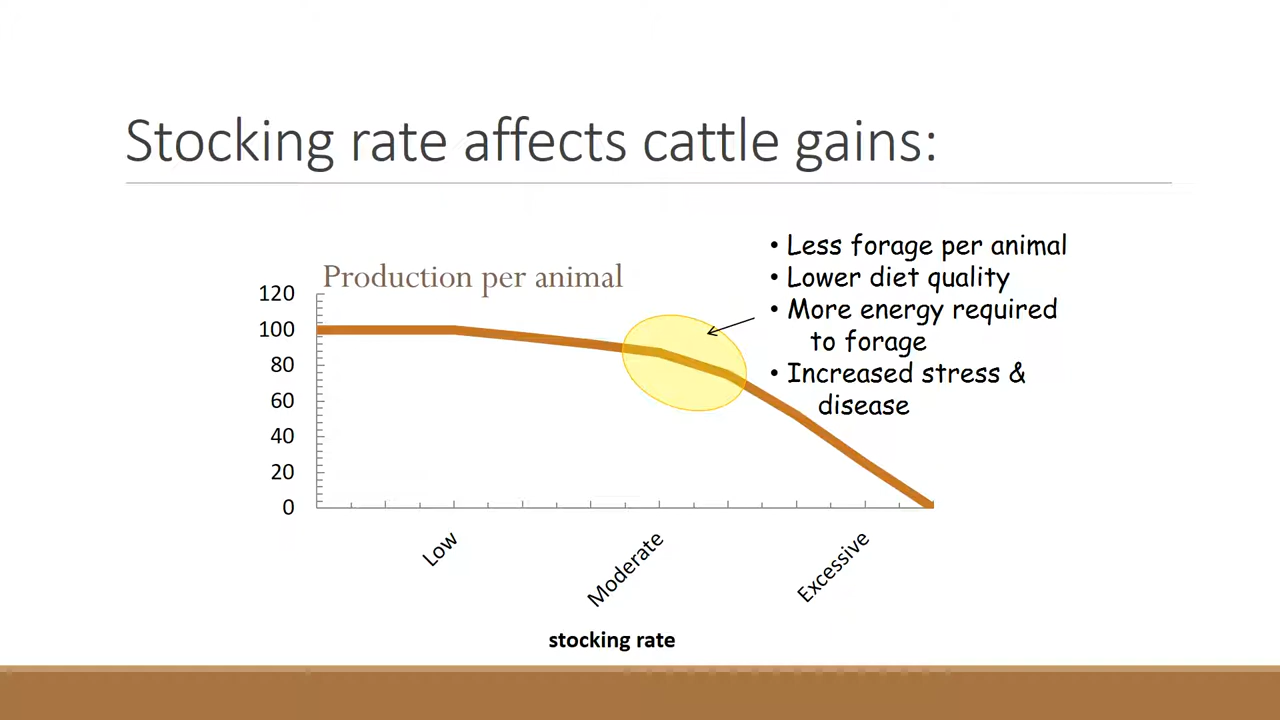 Stocking rate affects cattle gains:
Production per animal
• Less forage per animal
• Lower diet quality
• More energy required
to forage
• Increased stress &
disease
120
100
80
60
40
20
0
Low
Moderate
Excessive
stocking rate